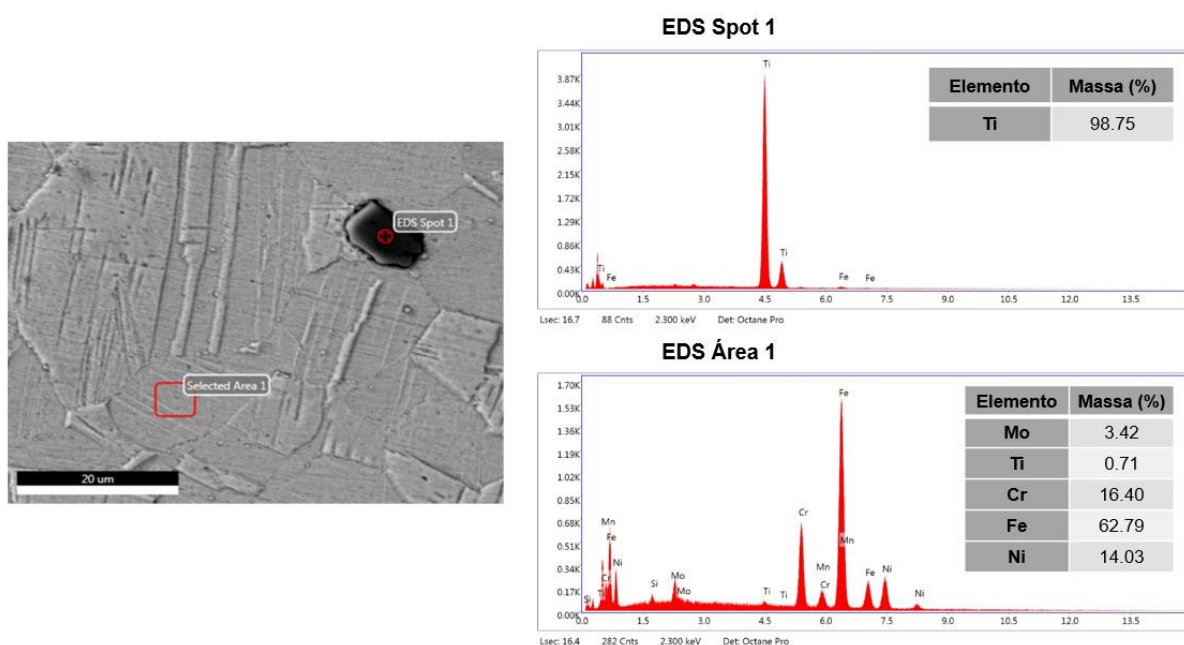 EDS Spot 1
Elemento Massa (%)
Ti 98.75
3.87K
3.44K
3.01K
2.58K
2.15K
1.72K
1.29K
0.86K
0.43K
0.00K
Ti
Ti
Ti
Fe
Fe
Fe
0.0 1.5 3.0 4.5 6.0 7.5 9.0 10.5 12.0 13.5
Lsec: 16.7 88 Cnts 2.300 keV Det: Octane Pro
EDS Spot 1
Selected Area 1
20 um
EDS Área 1
Elemento Massa (%)
Mo 3.42
Ti 0.71
Cr 16.40
Fe 62.79
Ni 14.03
1.70K
1.53K
1.36K
1.19K
1.02K
0.85K
0.68K
0.51K
0.34K
0.17K
0.00K
Fe
Mn
Fe
Cr
Mn
Ni
Mo
Mn
Cr
Si
Mo
Ti
Ti
Fe
Ni
Ni
Si
Ti
Cr
0.0 1.5 3.0 4.5 6.0 7.5 9.0 10.5 12.0 13.5
Lsec: 16.4 282 Cnts 2.300 keV Det: Octane Pro